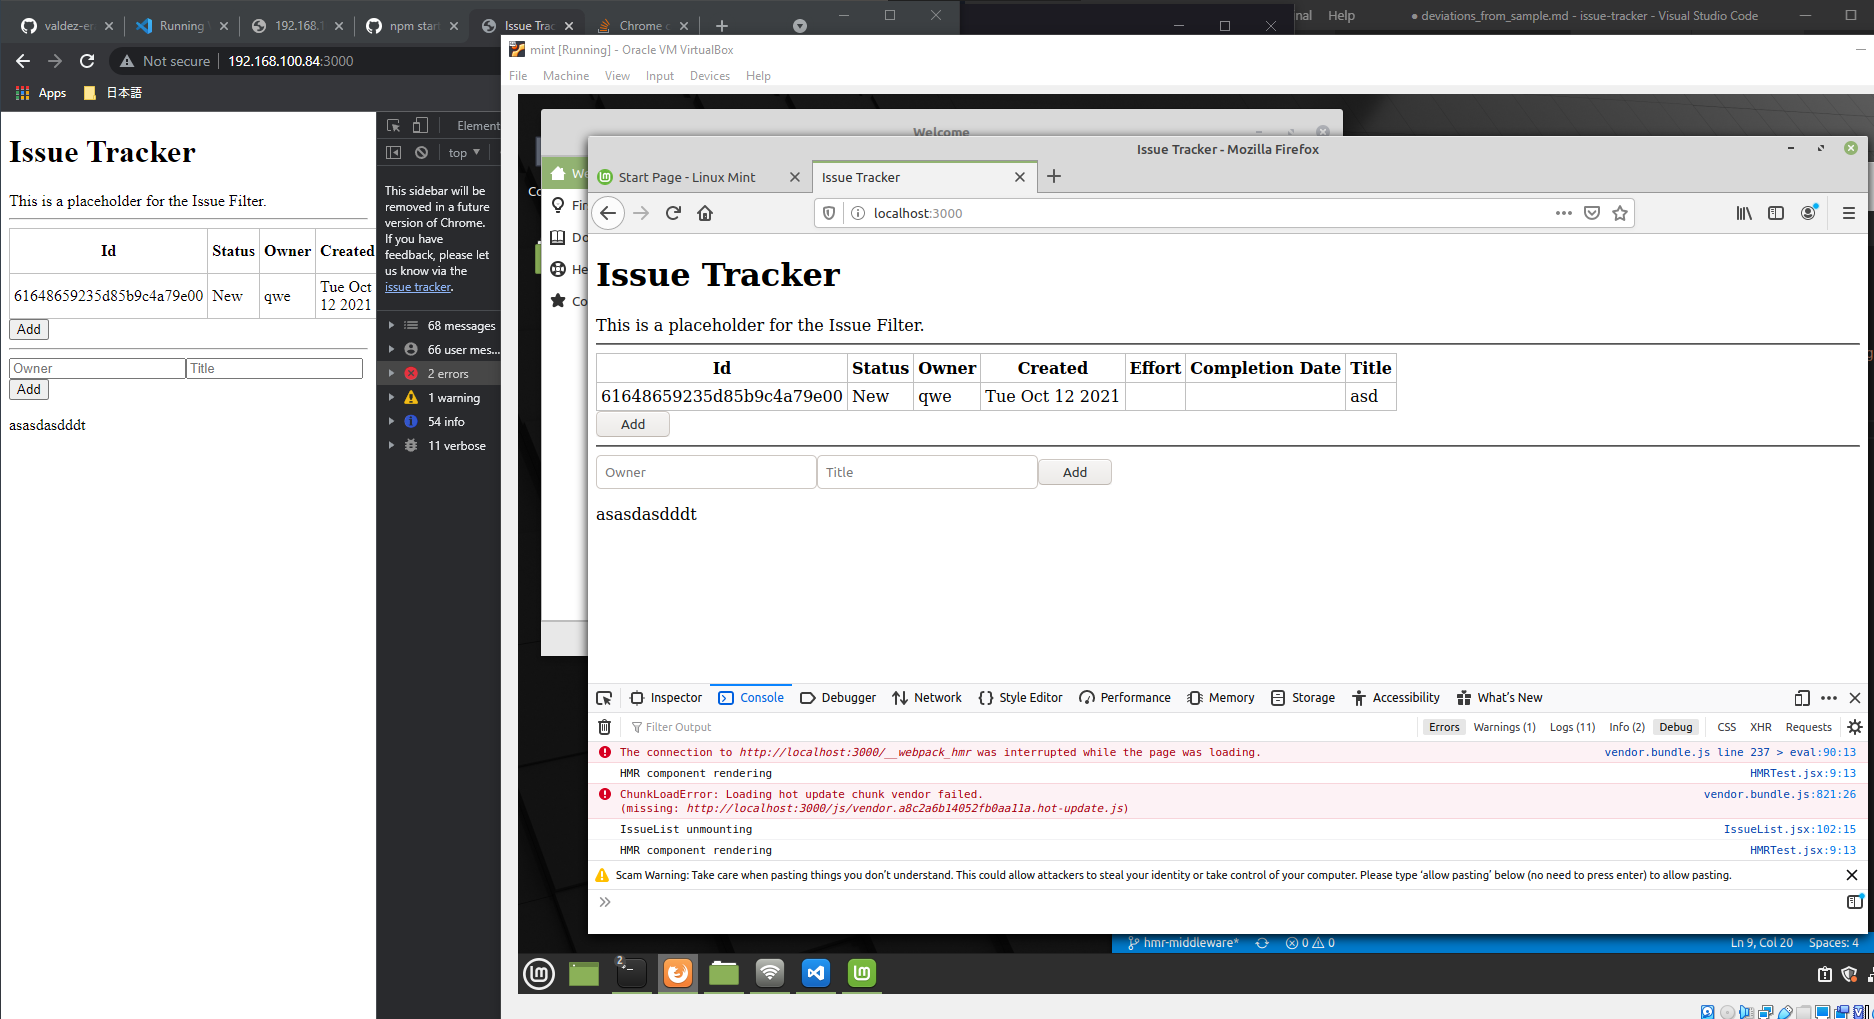 valdez-er
Running
192.168.1
npm start
Issue Trac
Chrome
nal Help
● deviations_from_sample.md - issue-tracker - Visual Studio Code
Not secure 192.168.100.84:3000
Apps 日本語
Issue Tracker
This is a placeholder for the Issue Filter.
Id Status Owner Created
61648659235d85b9c4a79e00 New qwe Tue Oct 12 2021
Add
Owner Title
Add
asasdasdddt
Element
top ▼
This sidebar will be
removed in a future
version of Chrome.
If you have
feedback, please let
us know via the
issue tracker.
68 messages
66 user mes...
2 errors
1 warning
54 info
11 verbose
mint [Running] - Oracle VM VirtualBox
File Machine View Input Devices Help
Welcome
We
Co
Fir
Do
He
Co
Issue Tracker - Mozilla Firefox
Start Page - Linux Mint Issue Tracker
localhost:3000
Issue Tracker
This is a placeholder for the Issue Filter.
Id Status Owner Created Effort Completion Date Title
61648659235d85b9c4a79e00 New qwe Tue Oct 12 2021 asd
Add
Owner Title Add
asasdasdddt
Inspector Console Debugger Network Style Editor Performance Memory Storage Accessibility What's New
Filter Output Errors Warnings (1) Logs (11) Info (2) Debug CSS XHR Requests
The connection to http://localhost:3000/__webpack_hmr was interrupted while the page was loading. vendor.bundle.js line 237 > eval:90:13
HMR component rendering HMRTest.jsx:9:13
ChunkLoadError: Loading hot update chunk vendor failed. vendor.bundle.js:821:26
(missing: http://localhost:3000/js/vendor.a8c2a6b14052fb0aa11a.hot-update.js)
IssueList unmounting IssueList.jsx:102:15
HMR component rendering HMRTest.jsx:9:13
Scam Warning: Take care when pasting things you don't understand. This could allow attackers to steal your identity or take control of your computer. Please type 'allow pasting' below (no need to press enter) to allow pasting.
hmr-middleware* 0 0 Ln 9, Col 20 Spaces: 4
2